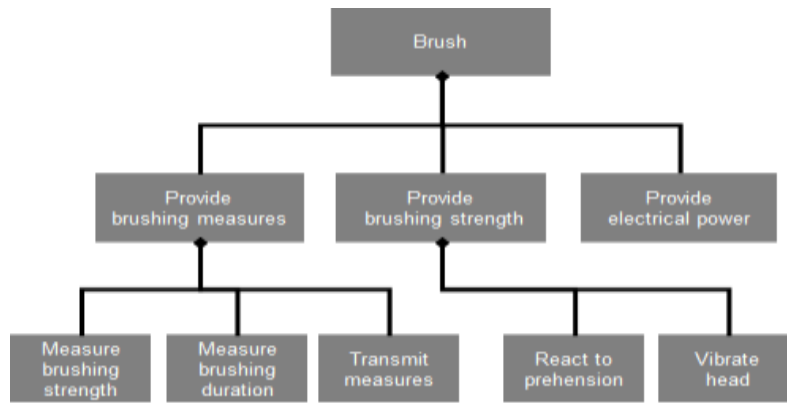 Brush
Provide
brushing measures
Provide
brushing strength
Provide
electrical power
Measure
brushing
strength
Measure
brushing
duration
Transmit
measures
React to
prehension
Vibrate
head